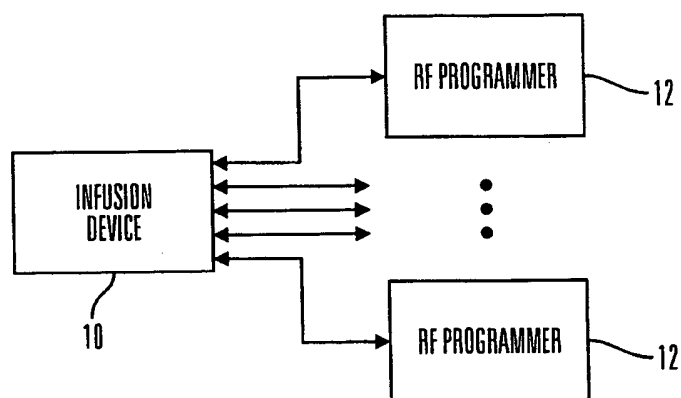 RF PROGRAMMER
12
INFUSION
DEVICE
10
RF PROGRAMMER
12